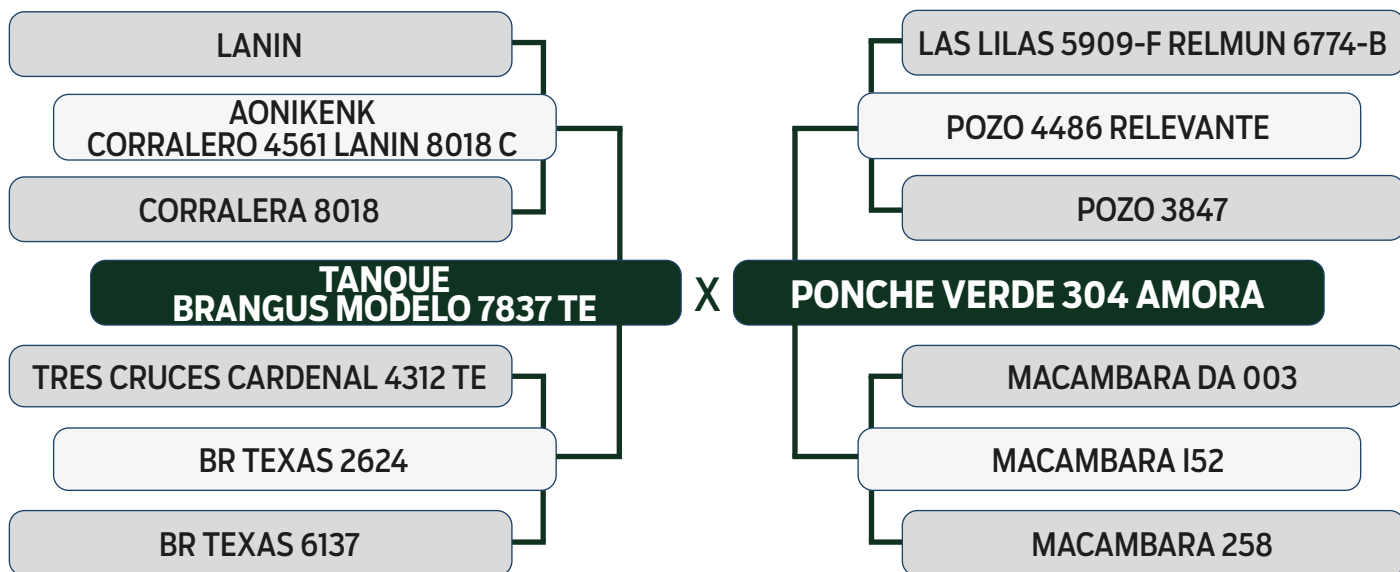 LANIN
AONIKENK
CORRALERO 4561 LANIN 8018 C
CORRALERA 8018
TANQUE
BRANGUS MODELO 7837 TE
TRES CRUCES CARDENAL 4312 TE
BR TEXAS 2624
BR TEXAS 6137
X
LAS LILAS 5909-F RELMUN 6774-B
POZO 4486 RELEVANTE
POZO 3847
PONCHE VERDE 304 AMORA
MACAMBARA DA 003
MACAMBARA I52
MACAMBARA 258